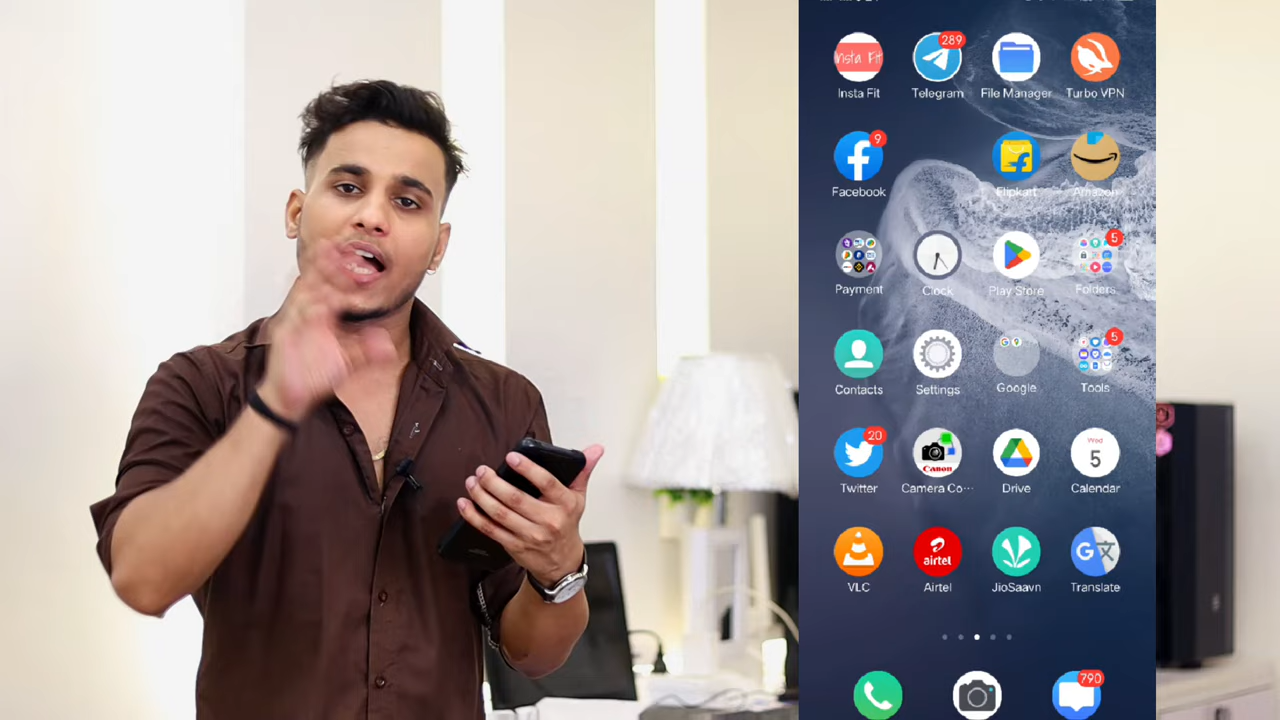 289
Insta Fit
Insta Fit Telegram File Manager Turbo VPN
9
Facebook Flipkart Amazon
5
Payment Clock Play Store Folders
5
Contacts Settings Google Tools
20
Canon
Wed
5
Twitter Camera Co··· Drive Calendar
airtel
G
VLC Airtel JioSaavn Translate
790